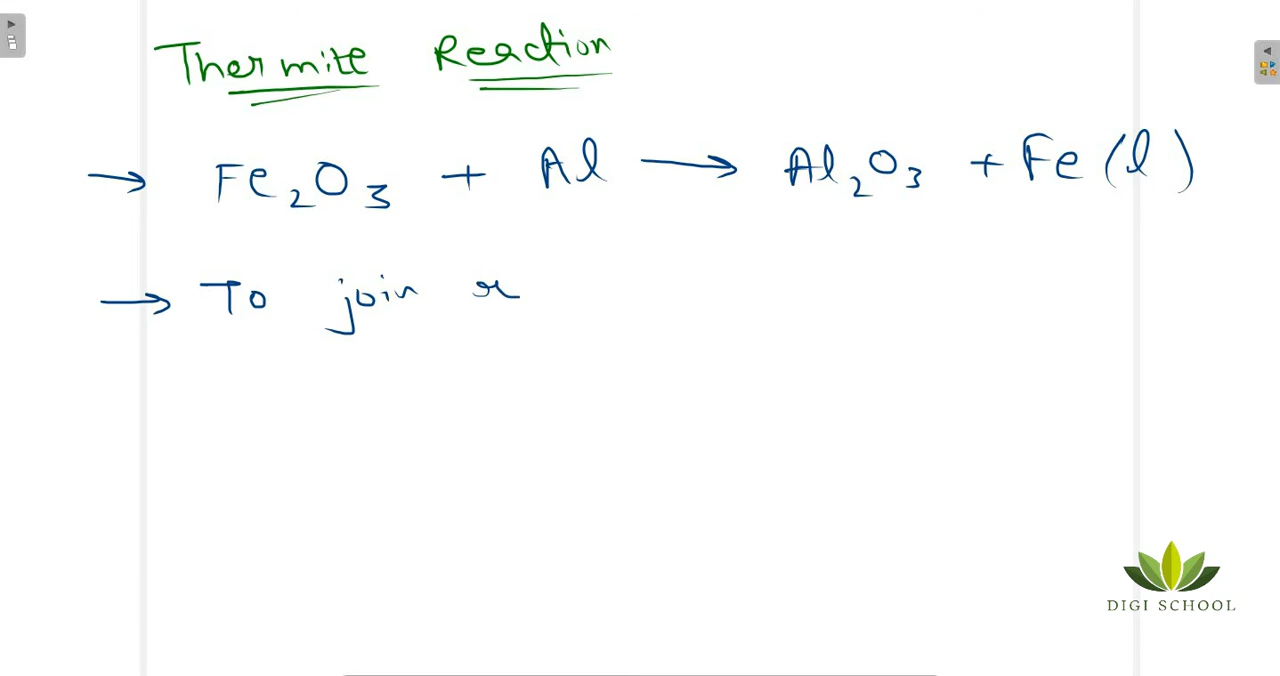 Thermite Reaction
→ Fe₂O₃ + Al → Al₂O₃ + Fe (l)
→ To join r
DIGI SCHOOL